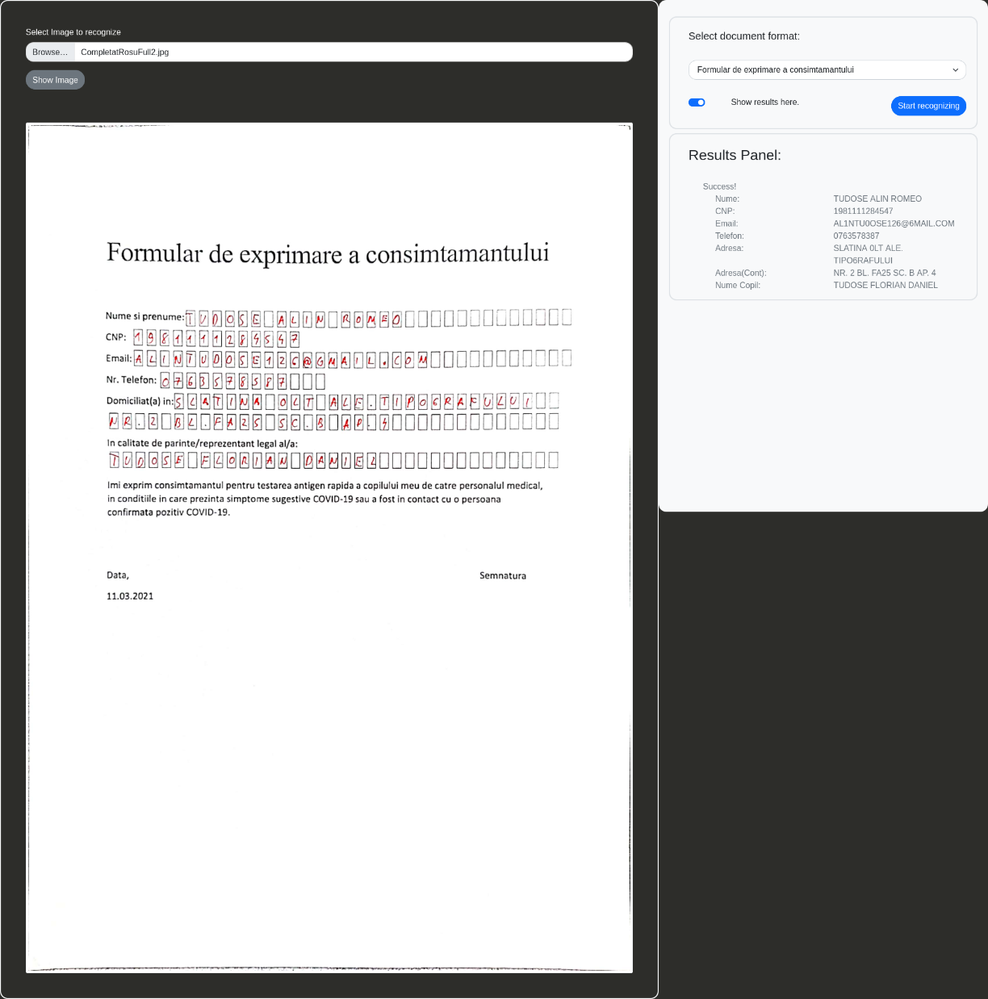 Select Image to recognize
Browse... CompletatRosuFull2.jpg
Show Image
Formular de exprimare a consimtamantului
Nume si prenume: TUDOSE ALIN ROMEO
CNP: 1981111284547
Email: ALINTUDOSE126@GMAIL.COM
Nr. Telefon: 0763578587
Domiciliat(a) in: SLATINA OLT ALE. TIPOGRAFULUI
NR. 2 BL. FA25 SC. B AP. 4
In calitate de parinte/reprezentant legal al/a:
TUDOSE FLORIAN DANIEL
Imi exprim consimtamantul pentru testarea antigen rapida a copilului meu de catre personalul medical,
in conditiile in care prezinta simptome sugestive COVID-19 sau a fost in contact cu o persoana
confirmata pozitiv COVID-19.
Data, Semnatura
11.03.2021
Select document format:
Formular de exprimare a consimtamantului
Show results here. Start recognizing
Results Panel:
Success!
Nume: TUDOSE ALIN ROMEO
CNP: 1981111284547
Email: AL1NTU0OSE126@6MAIL.COM
Telefon: 0763578387
Adresa: SLATINA 0LT ALE.
TIPO6RAFULUI
Adresa(Cont): NR. 2 BL. FA25 SC. B AP. 4
Nume Copil: TUDOSE FLORIAN DANIEL